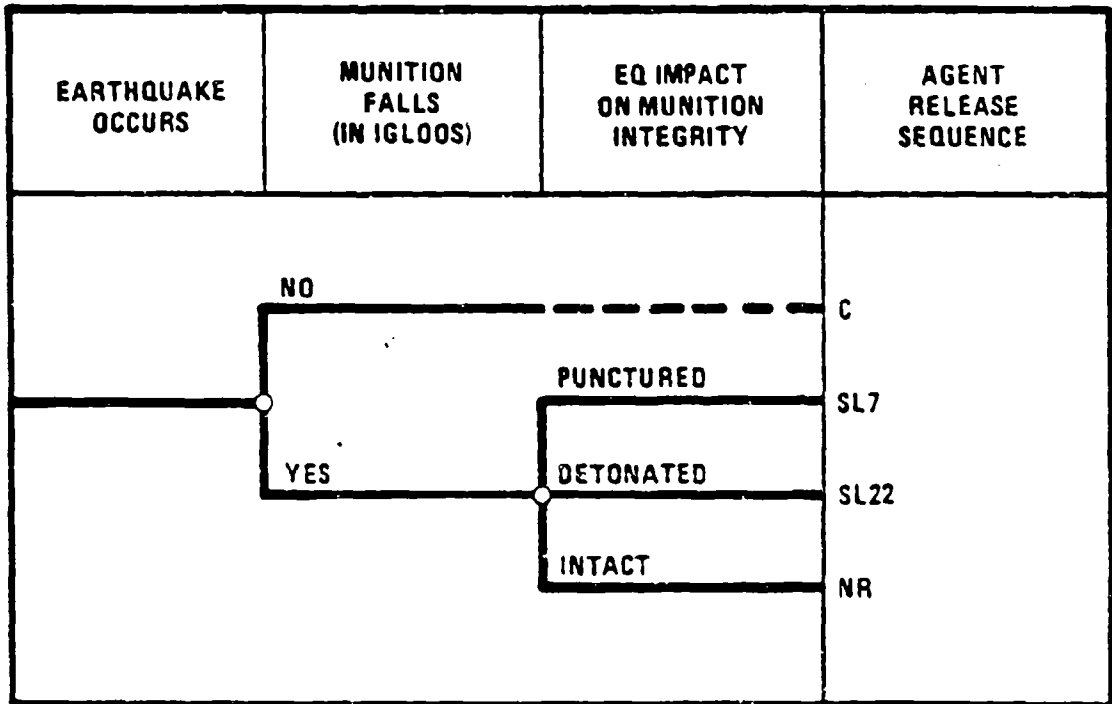 EARTHQUAKE
OCCURS
MUNITION
FALLS
(IN IGLOOS)
EQ IMPACT
ON MUNITION
INTEGRITY
AGENT
RELEASE
SEQUENCE
NO
C
PUNCTURED
SL7
YES
DETONATED
SL22
INTACT
NR